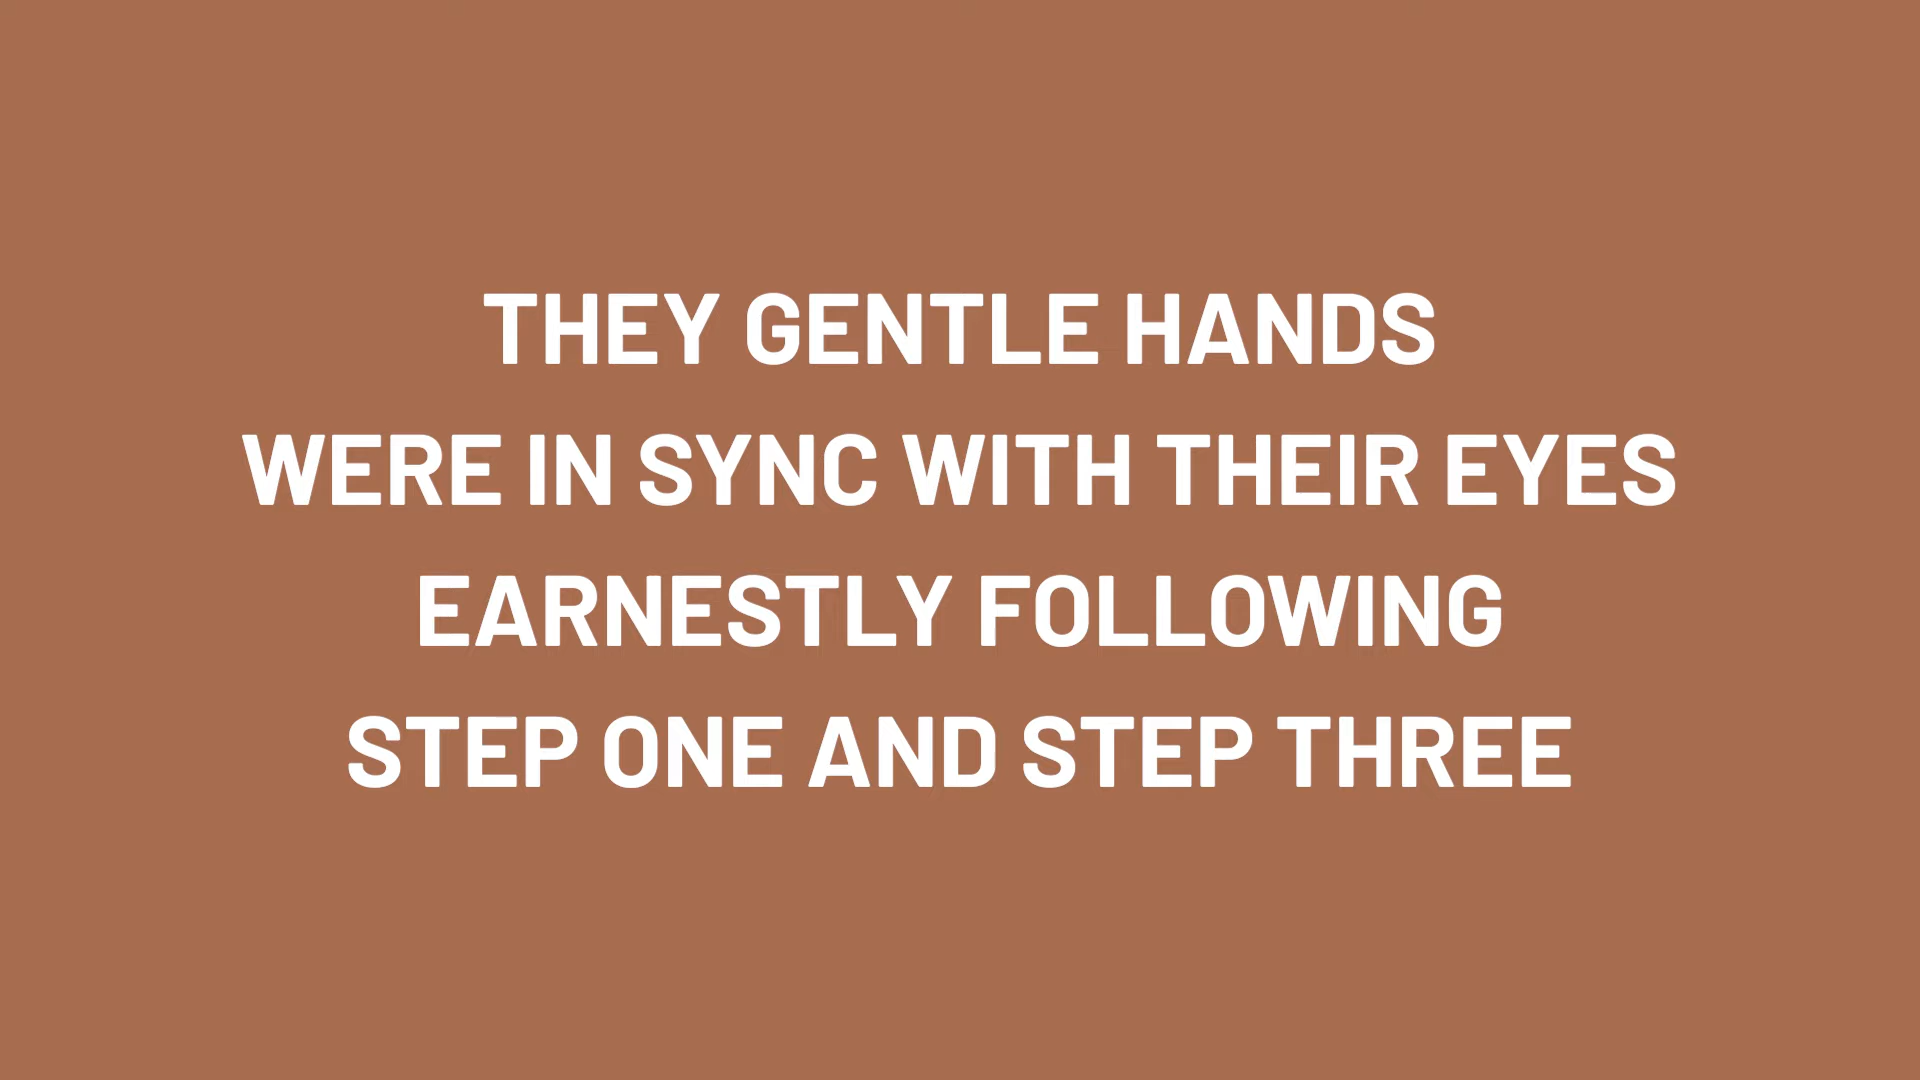 THEY GENTLE HANDS
WERE IN SYNC WITH THEIR EYES
EARNESTLY FOLLOWING
STEP ONE AND STEP THREE